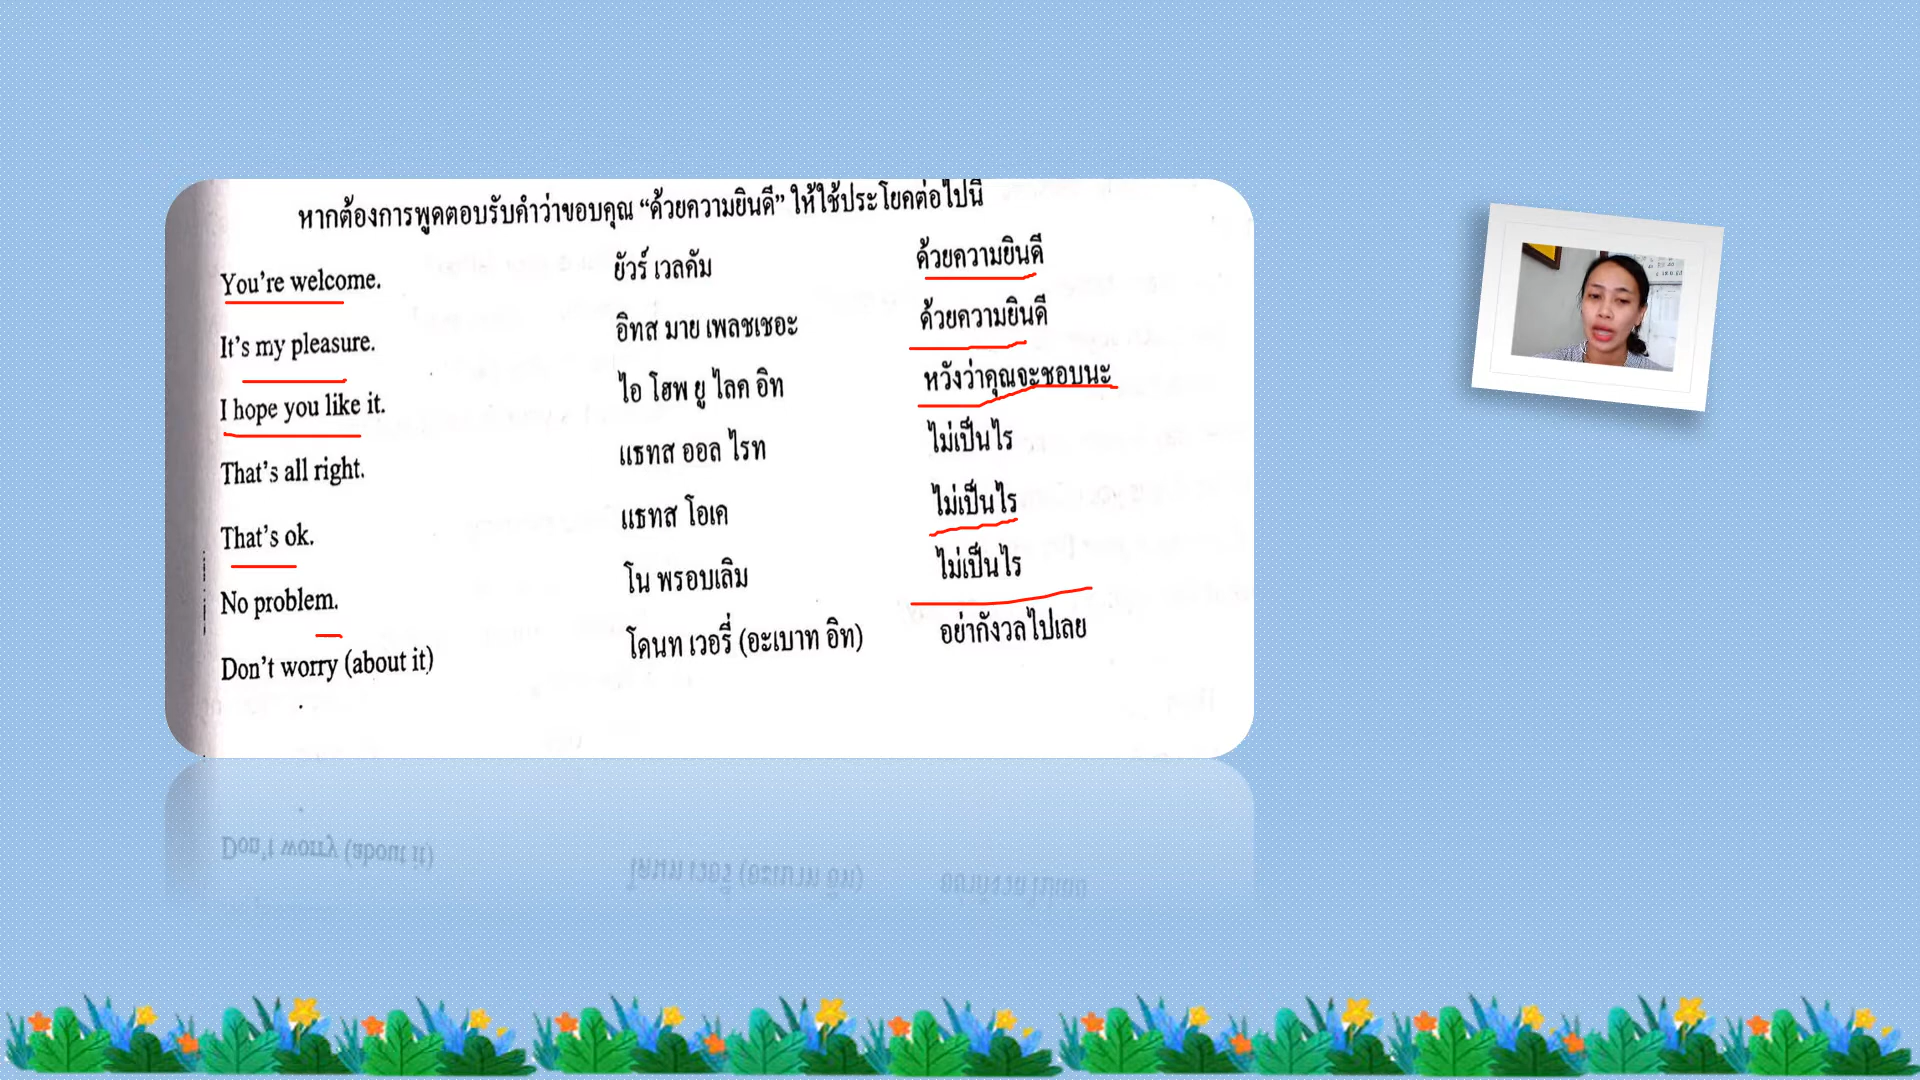 หากต้องการพูดตอบรับคำว่าขอบคุณ “ด้วยความยินดี” ให้ใช้ประโยคต่อไปนี้
You're welcome. ยัวร์ เวลคัม ด้วยความยินดี
It's my pleasure. อิทส มาย เพลชเชอะ ด้วยความยินดี
I hope you like it. ไอ โฮพ ยู ไลค อิท หวังว่าคุณจะชอบนะ
That's all right. แธทส ออล ไรท ไม่เป็นไร
That's ok. แธทส โอเค ไม่เป็นไร
No problem. โน พรอบเลิม ไม่เป็นไร
Don't worry (about it) โดนท เวอรี่ (อะเบาท อิท) อย่ากังวลไปเลย